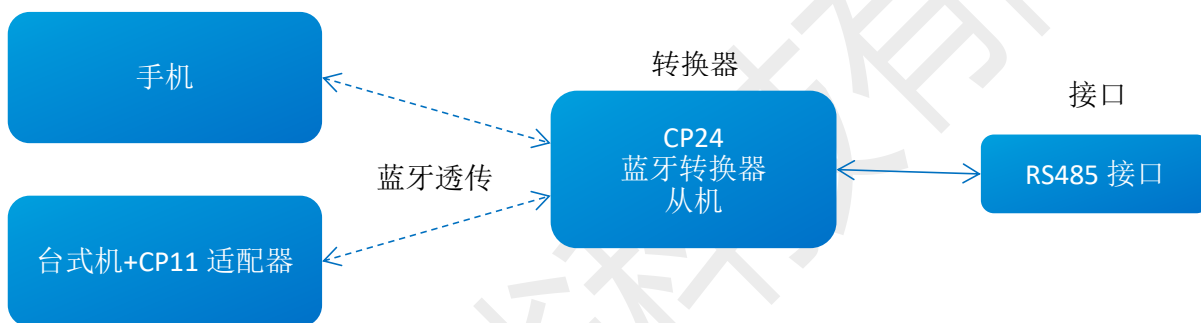 手机
转换器
接口
CP24
蓝牙转换器
从机
蓝牙透传
RS485 接口
台式机+CP11 适配器